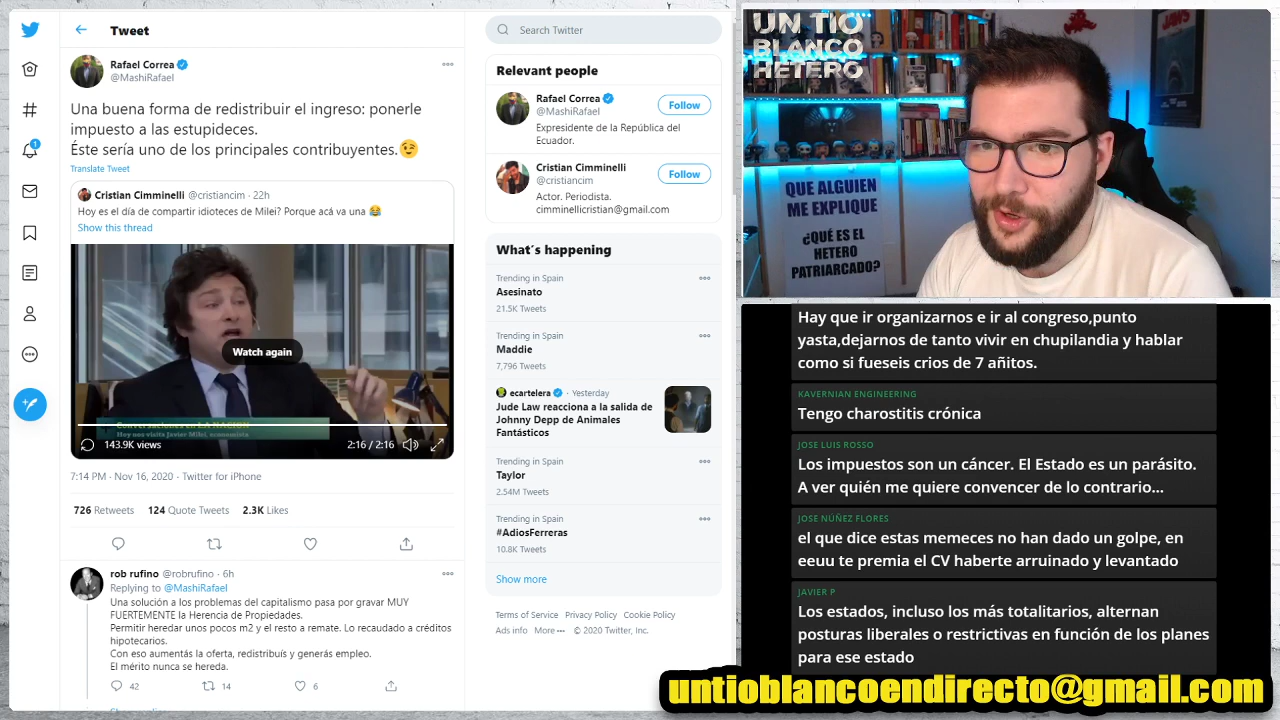 Tweet
Rafael Correa
@MashiRafael
Una buena forma de redistribuir el ingreso: ponerle
impuesto a las estupideces.
Éste sería uno de los principales contribuyentes.😉
Translate Tweet
Cristian Cimminelli @cristiancim · 22h
Hoy es el día de compartir idioteces de Milei? Porque acá va una 😂
Show this thread
Watch again
Conversaciones en LA NACION
Hoy nos visita Javier Milei, economista
143.9K views
2:16 / 2:16
7:14 PM · Nov 16, 2020 · Twitter for iPhone
726 Retweets 124 Quote Tweets 2.3K Likes
rob rufino @robrufino · 6h
Replying to @MashiRafael
Una solución a los problemas del capitalismo pasa por gravar MUY
FUERTEMENTE la Herencia de Propiedades.
Permitir heredar unos pocos m2 y el resto a remate. Lo recaudado a créditos
hipotecarios.
Con eso aumentás la oferta, redistribuís y generás empleo.
El mérito nunca se hereda.
42 14 6
1
Search Twitter
Relevant people
Rafael Correa
@MashiRafael
Follow
Expresidente de la República del
Ecuador.
Cristian Cimminelli
@cristiancim
Follow
Actor. Periodista.
cimminellicristian@gmail.com
What's happening
Trending in Spain
Asesinato
21.5K Tweets
Trending in Spain
Maddie
7,796 Tweets
ecartelera · Yesterday
Jude Law reacciona a la salida de
Johnny Depp de Animales
Fantásticos
Trending in Spain
Taylor
2.54M Tweets
Trending in Spain
#AdiosFerreras
10.8K Tweets
Show more
Terms of Service Privacy Policy Cookie Policy
Ads info More ··· © 2020 Twitter, Inc.
UN TIO
BLANCO
HETERO
QUE ALGUIEN
ME EXPLIQUE
¿QUÉ ES EL
HETERO
PATRIARCADO?
Hay que ir organizarnos e ir al congreso,punto
yasta,dejarnos de tanto vivir en chupilandia y hablar
como si fueseis crios de 7 añitos.
KAVERNIAN ENGINEERING
Tengo charostitis crónica
JOSE LUIS ROSSO
Los impuestos son un cáncer. El Estado es un parásito.
A ver quién me quiere convencer de lo contrario...
JOSE NÚÑEZ FLORES
el que dice estas memeces no han dado un golpe, en
eeuu te premia el CV haberte arruinado y levantado
JAVIER P
Los estados, incluso los más totalitarios, alternan
posturas liberales o restrictivas en función de los planes
para ese estado
untioblancoendirecto@gmail.com